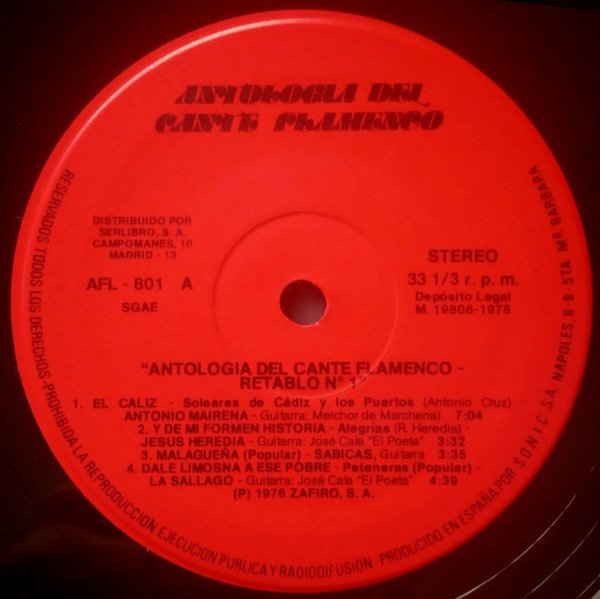 ANTOLOGIA DEL
CANTE FLAMENCO
DISTRIBUIDO POR
SERLIBRO, S. A.
CAMPOMANES, 10
MADRID - 13
AFL - 801 A
SGAE
STEREO
33 1/3 r. p. m.
Depósito Legal
M. 19806-1978
"ANTOLOGIA DEL CANTE FLAMENCO -
RETABLO Nº 1"
1. EL CALIZ - Soleares de Cádiz y los Puertos (Antonio Cruz) -
ANTONIO MAIRENA - Guitarra: Melchor de Marchena) 7:04
2. Y DE MI FORMEN HISTORIA - Alegrías (R. Heredia) -
JESUS HEREDIA - Guitarra: José Cala "El Poeta" 3:32
3. MALAGUEÑA (Popular) - SABICAS, Guitarra 3:35
4. DALE LIMOSNA A ESE POBRE - Peteneras (Popular) -
LA SALLAGO - Guitarra: José Cala "El Poeta" 4:39
(P) 1976 ZAFIRO, S. A.
RESERVADOS TODOS LOS DERECHOS - PROHIBIDA LA REPRODUCCION EJECUCION PUBLICA Y RADIODIFUSION - PRODUCIDO EN ESPAÑA POR S.O.N.I.C. S.A. NAPOLES 6-8 STA Mª BARBARA